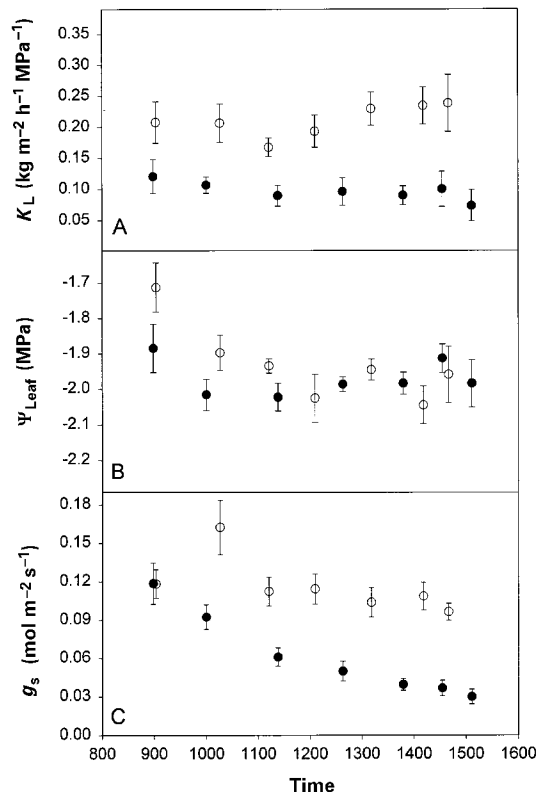 K_L (kg m⁻² h⁻¹ MPa⁻¹)
0.39
0.35
0.30
0.25
0.20
0.15
0.10
0.05
A
Ψ_Leaf (MPa)
-1.7
-1.8
-1.9
-2.0
-2.1
-2.2
B
g_s (mol m⁻² s⁻¹)
0.18
0.15
0.12
0.09
0.06
0.03
0.00
C
800 900 1000 1100 1200 1300 1400 1500 1600
Time